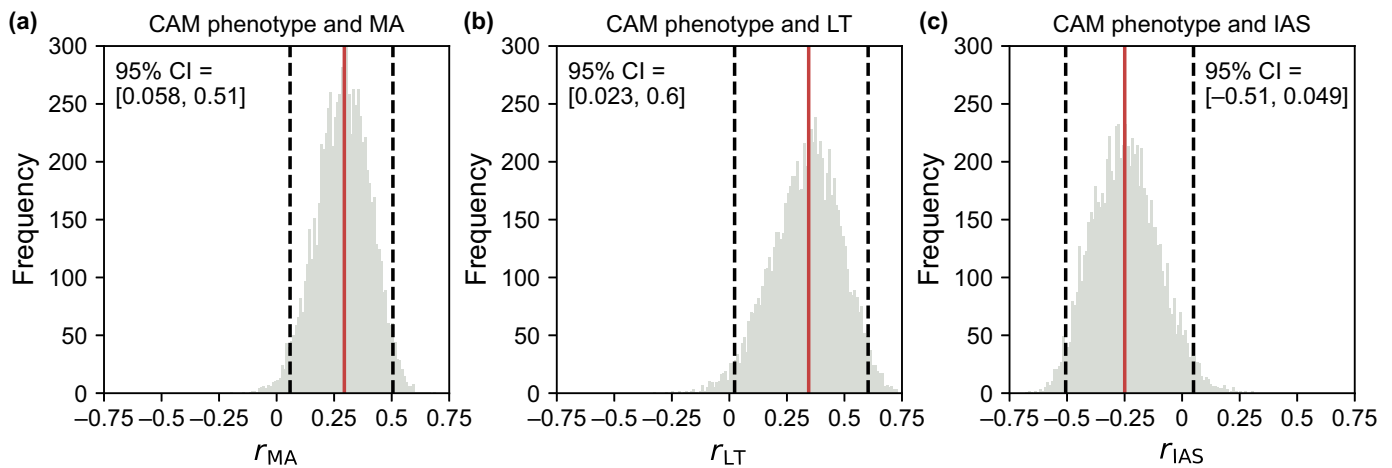 (a) CAM phenotype and MA
95% CI =
[0.058, 0.51]
300
250
200
150
100
50
0
Frequency
–0.75 –0.5 –0.25 0 0.25 0.5 0.75
rMA
(b) CAM phenotype and LT
95% CI =
[0.023, 0.6]
300
250
200
150
100
50
0
Frequency
–0.75 –0.5 –0.25 0 0.25 0.5 0.75
rLT
(c) CAM phenotype and IAS
95% CI =
[–0.51, 0.049]
300
250
200
150
100
50
0
Frequency
–0.75 –0.5 –0.25 0 0.25 0.5 0.75
rIAS